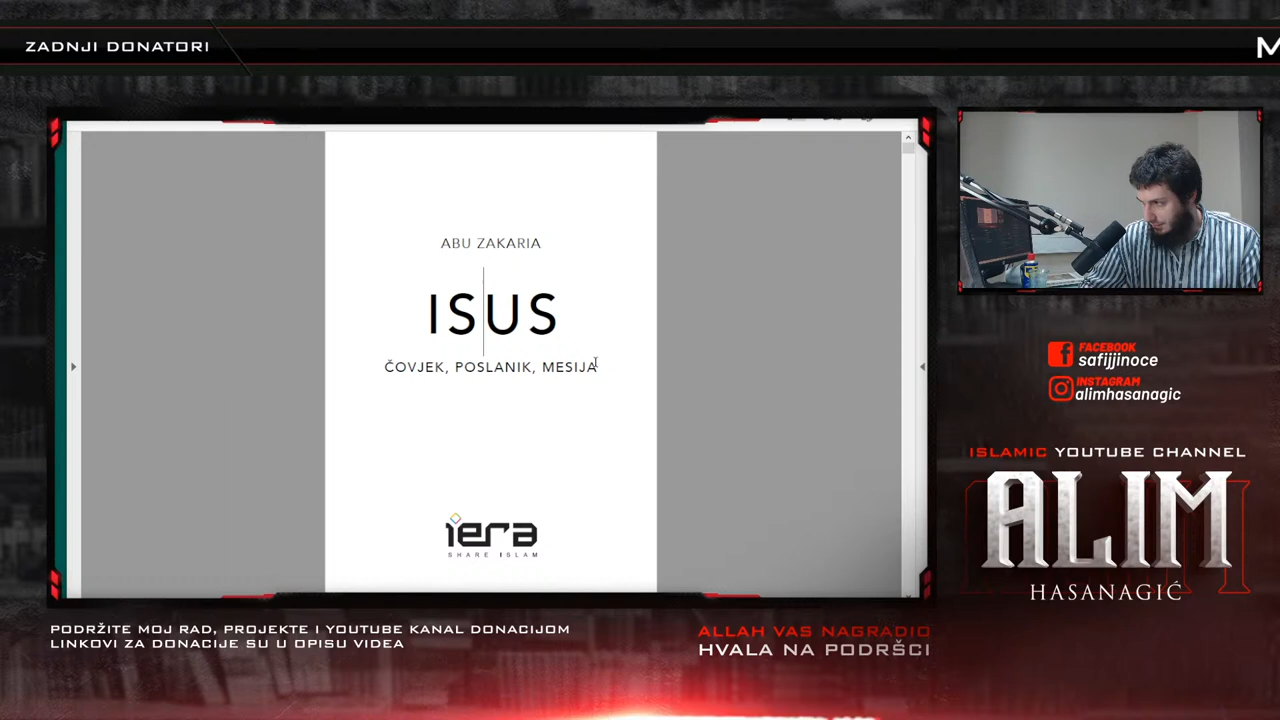 ZADNJI DONATORI
M
ABU ZAKARIA
ISUS
ČOVJEK, POSLANIK, MESIJA
iera
SHARE ISLAM
FACEBOOK
safijjinoce
INSTAGRAM
alimhasanagic
ISLAMIC YOUTUBE CHANNEL
ALIM
HASANAGIĆ
PODRŽITE MOJ RAD, PROJEKTE I YOUTUBE KANAL DONACIJOM
LINKOVI ZA DONACIJE SU U OPISU VIDEA
ALLAH VAS NAGRADIO
HVALA NA PODRŠCI